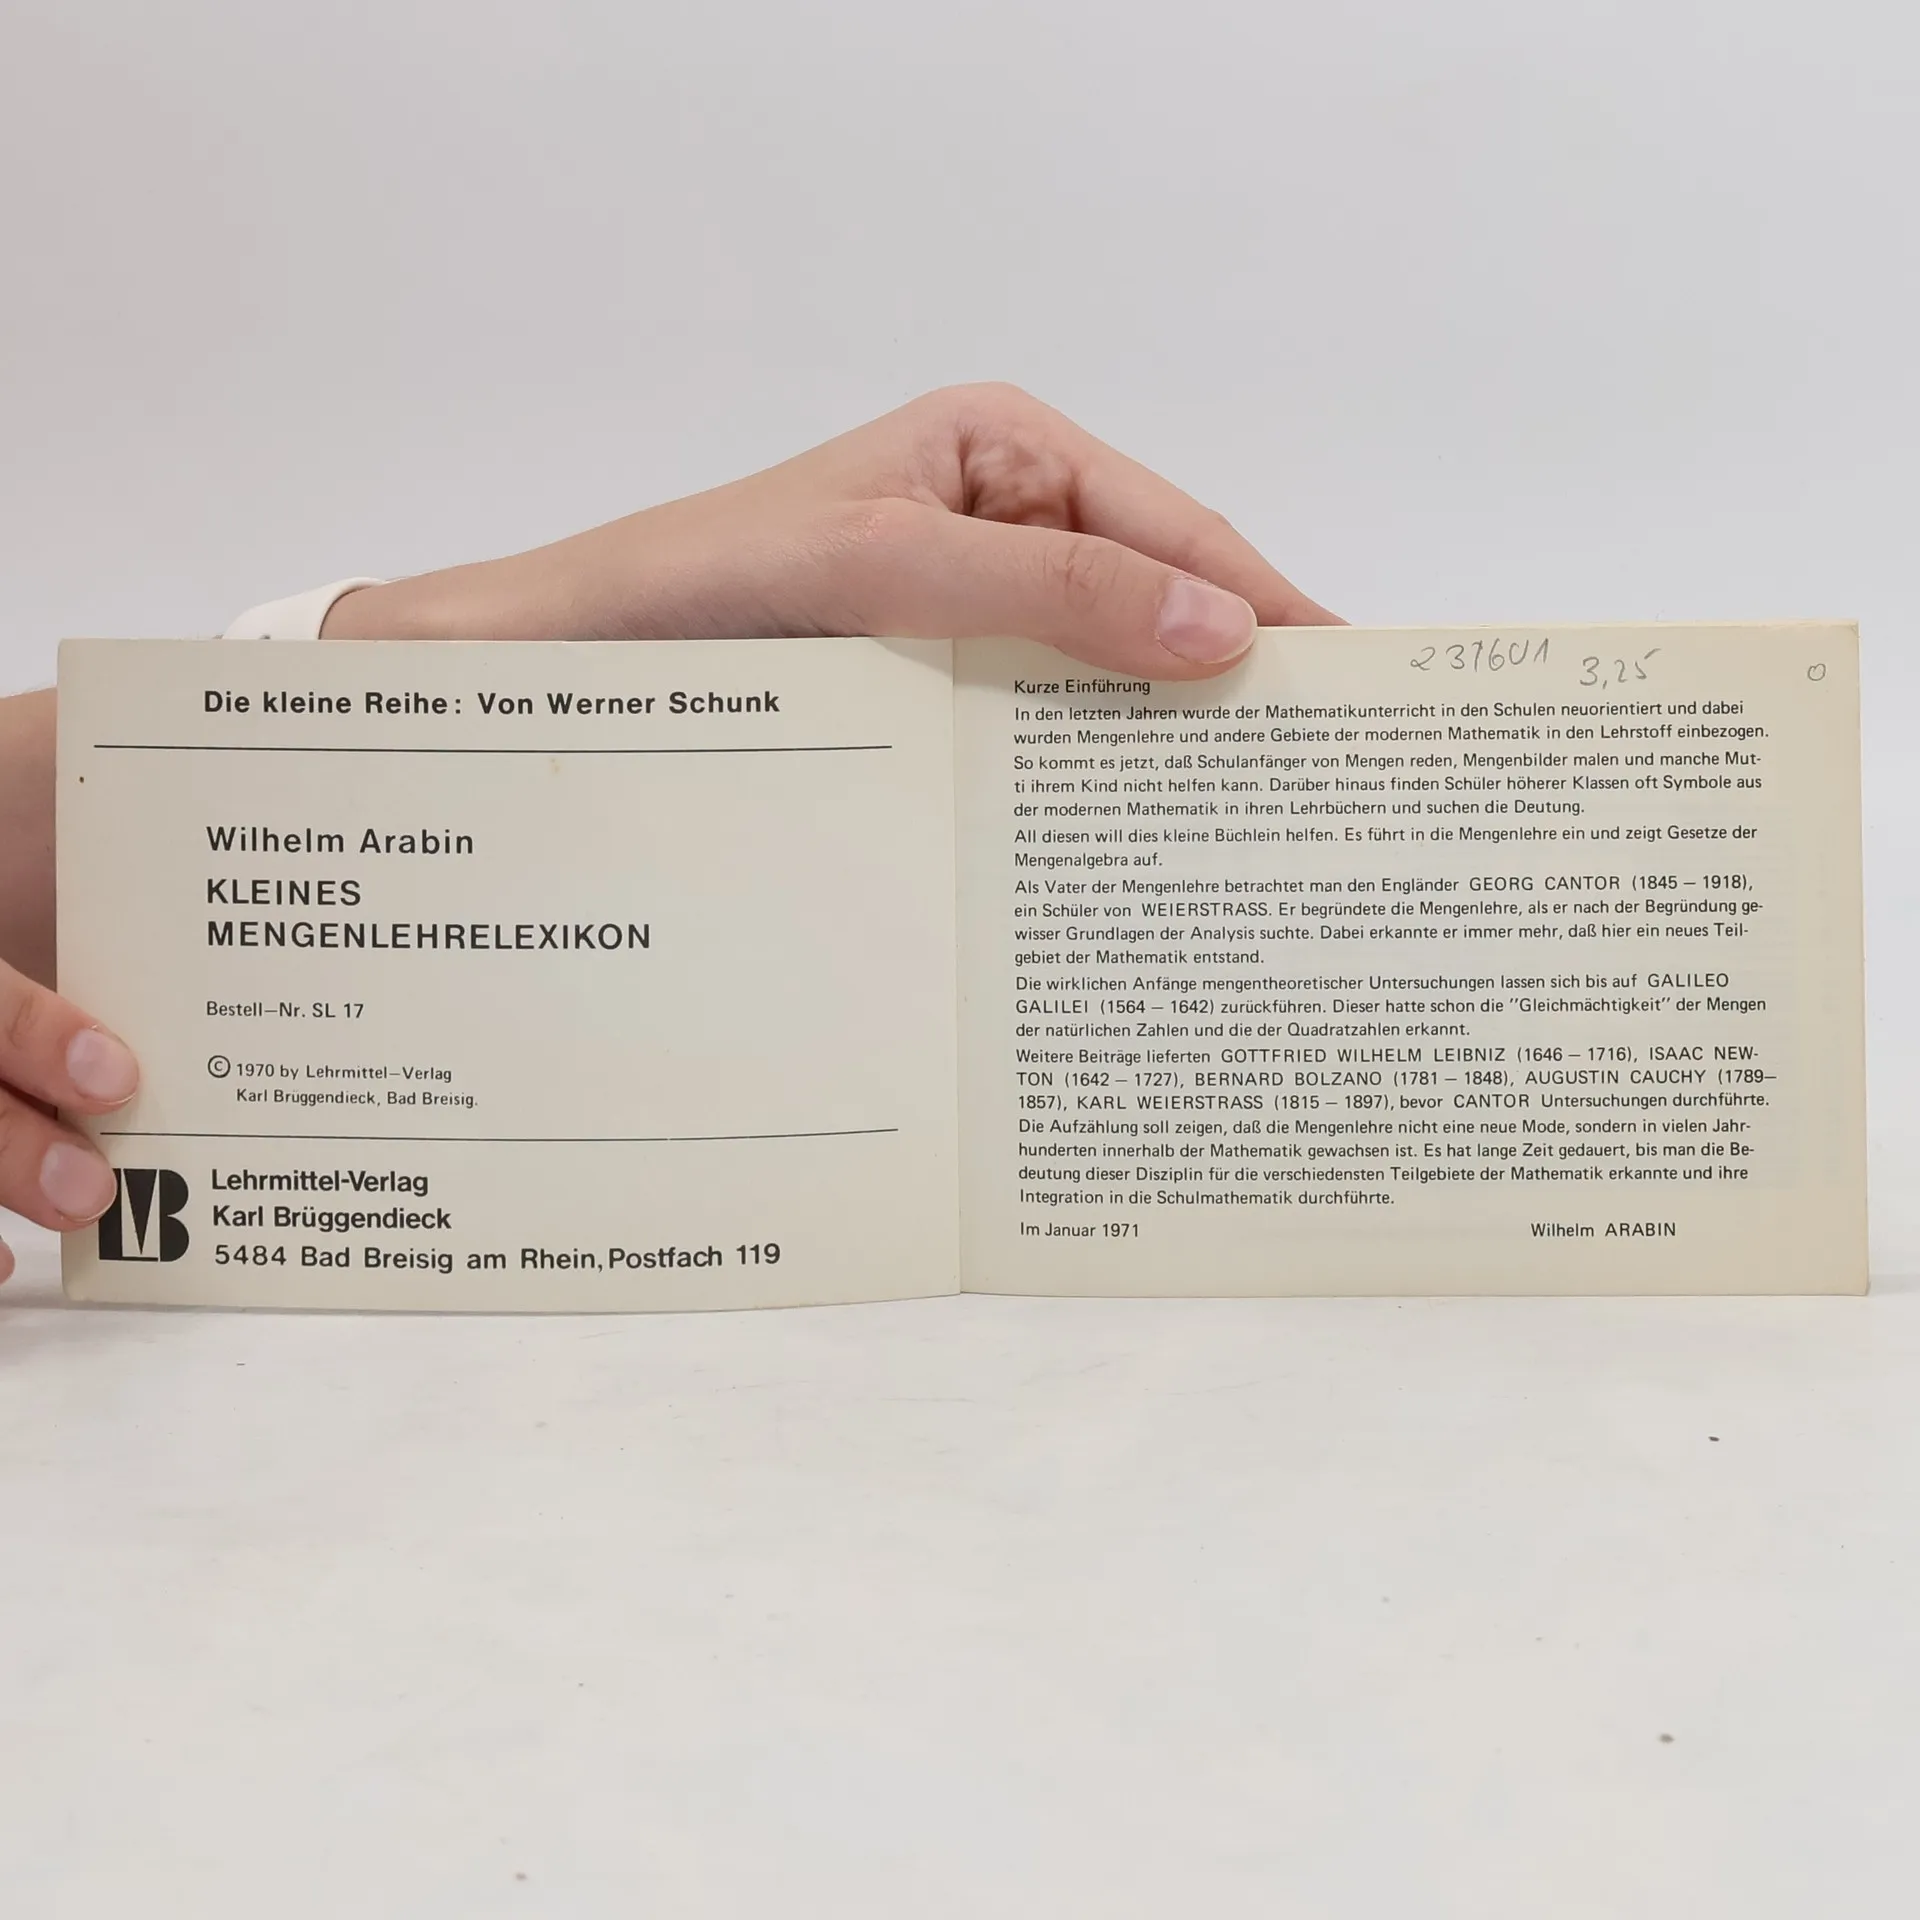 Die kleine Reihe: Von Werner Schunk
Wilhelm Arabin
KLEINES
MENGENLEHRELEXIKON
Bestell—Nr. SL 17
© 1970 by Lehrmittel—Verlag
Karl Brüggendieck, Bad Breisig.
Lehrmittel-Verlag
Karl Brüggendieck
5484 Bad Breisig am Rhein, Postfach 119
237601
3,25
Kurze Einführung
In den letzten Jahren wurde der Mathematikunterricht in den Schulen neuorientiert und dabei
wurden Mengenlehre und andere Gebiete der modernen Mathematik in den Lehrstoff einbezogen.
So kommt es jetzt, daß Schulanfänger von Mengen reden, Mengenbilder malen und manche Mut-
ti ihrem Kind nicht helfen kann. Darüber hinaus finden Schüler höherer Klassen oft Symbole aus
der modernen Mathematik in ihren Lehrbüchern und suchen die Deutung.
All diesen will dies kleine Büchlein helfen. Es führt in die Mengenlehre ein und zeigt Gesetze der
Mengenalgebra auf.
Als Vater der Mengenlehre betrachtet man den Engländer GEORG CANTOR (1845 — 1918),
ein Schüler von WEIERSTRASS. Er begründete die Mengenlehre, als er nach der Begründung ge-
wisser Grundlagen der Analysis suchte. Dabei erkannte er immer mehr, daß hier ein neues Teil-
gebiet der Mathematik entstand.
Die wirklichen Anfänge mengentheoretischer Untersuchungen lassen sich bis auf GALILEO
GALILEI (1564 — 1642) zurückführen. Dieser hatte schon die "Gleichmächtigkeit" der Mengen
der natürlichen Zahlen und die der Quadratzahlen erkannt.
Weitere Beiträge lieferten GOTTFRIED WILHELM LEIBNIZ (1646 — 1716), ISAAC NEW-
TON (1642 — 1727), BERNARD BOLZANO (1781 — 1848), AUGUSTIN CAUCHY (1789—
1857), KARL WEIERSTRASS (1815 — 1897), bevor CANTOR Untersuchungen durchführte.
Die Aufzählung soll zeigen, daß die Mengenlehre nicht eine neue Mode, sondern in vielen Jahr-
hunderten innerhalb der Mathematik gewachsen ist. Es hat lange Zeit gedauert, bis man die Be-
deutung dieser Disziplin für die verschiedensten Teilgebiete der Mathematik erkannte und ihre
Integration in die Schulmathematik durchführte.
Im Januar 1971 Wilhelm ARABIN